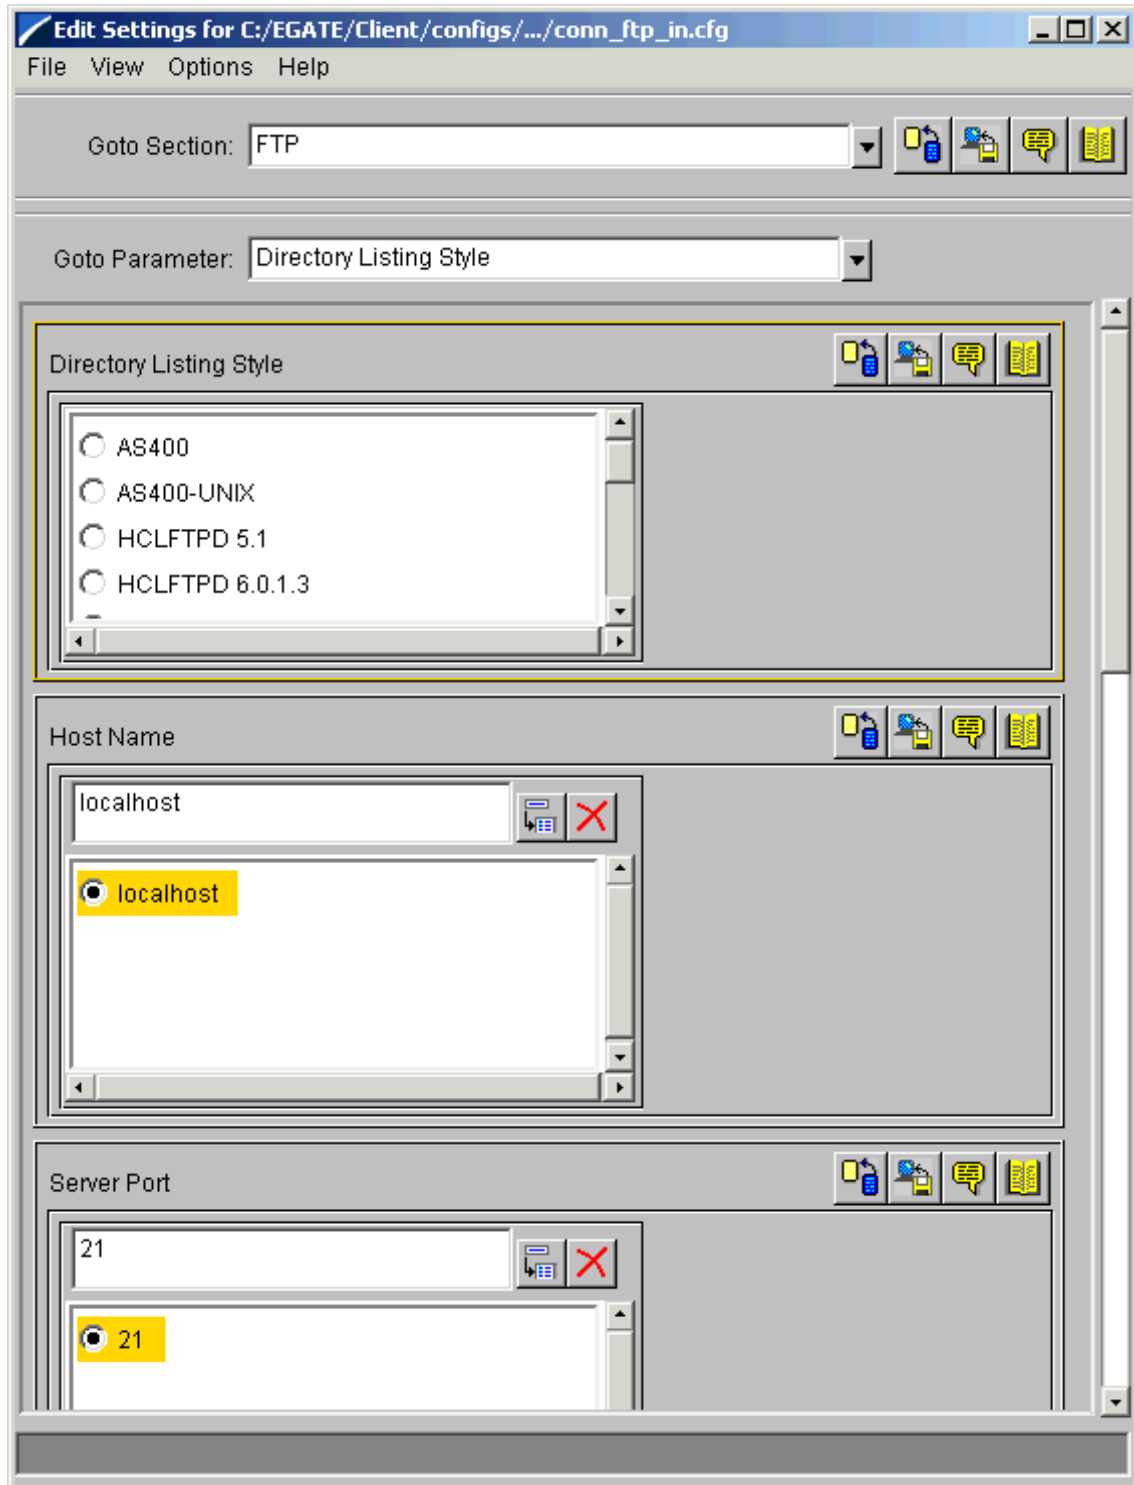 Edit Settings for C:/EGATE/Client/configs/.../conn_ftp_in.cfg
File View Options Help
Goto Section: FTP
Goto Parameter: Directory Listing Style
Directory Listing Style
AS400
AS400-UNIX
HCLFTPD 5.1
HCLFTPD 6.0.1.3
Host Name
localhost
localhost
Server Port
21
21